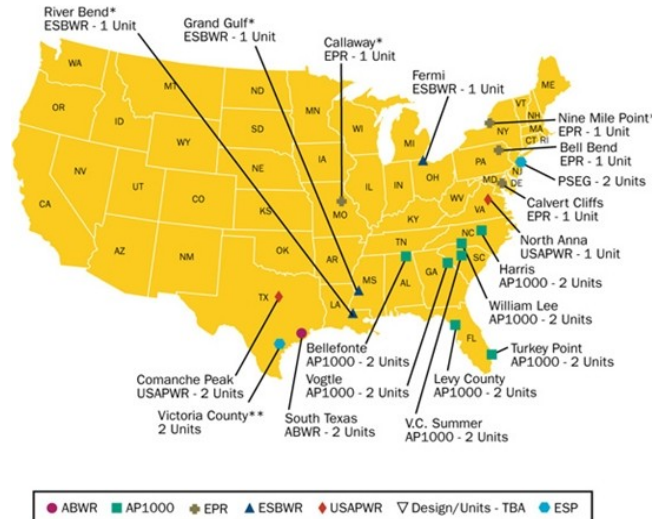 River Bend*
ESBWR - 1 Unit
Grand Gulf*
ESBWR - 1 Unit
Callaway*
EPR - 1 Unit
Fermi
ESBWR - 1 Unit
Nine Mile Point*
EPR - 1 Unit
Bell Bend
EPR - 1 Unit
PSEG - 2 Units
Calvert Cliffs
EPR - 1 Unit
North Anna
USAPWR - 1 Unit
Harris
AP1000 - 2 Units
William Lee
AP1000 - 2 Units
Turkey Point
AP1000 - 2 Units
Levy County
AP1000 - 2 Units
V.C. Summer
AP1000 - 2 Units
Bellefonte
AP1000 - 2 Units
Vogtle
AP1000 - 2 Units
South Texas
ABWR - 2 Units
Comanche Peak
USAPWR - 2 Units
Victoria County**
2 Units
WA
MT
ND
MN
ME
OR
ID
SD
WI
MI
VT
NH
NY
MA
CT RI
WY
NE
IA
PA
NJ
NV
UT
CO
IL
IN
OH
MD
DE
CA
KS
MO
KY
WV
VA
AZ
NM
OK
AR
TN
NC
SC
TX
LA
MS
AL
GA
FL
ABWR AP1000 EPR ESBWR USAPWR Design/Units - TBA ESP